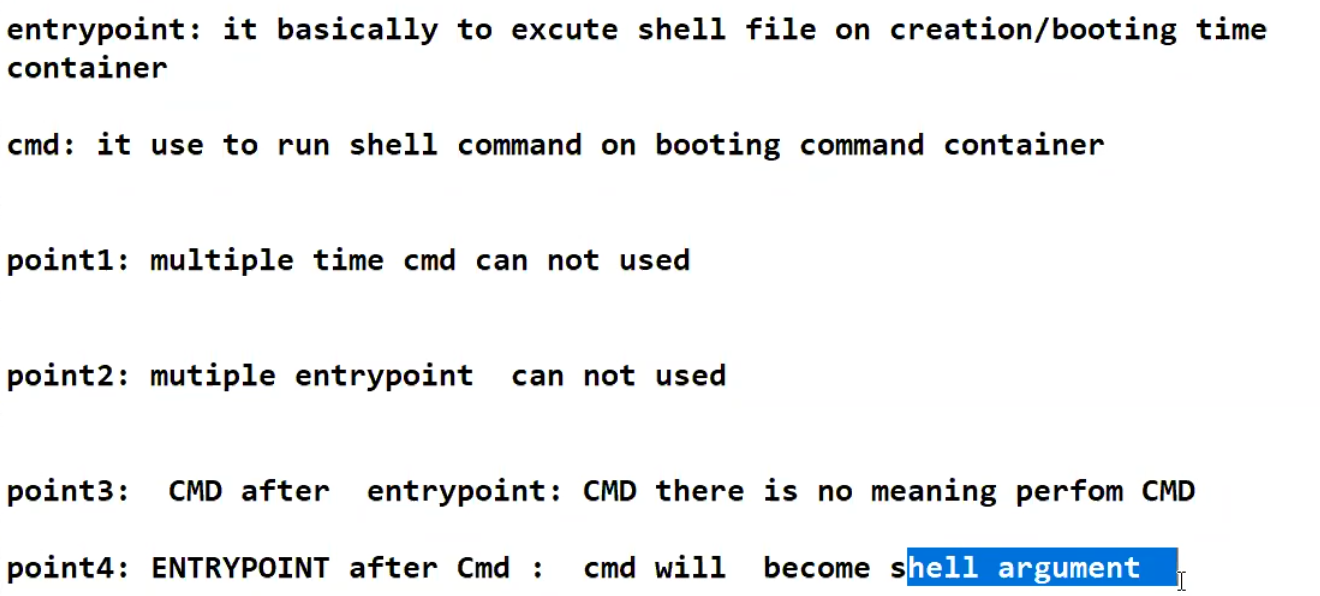 entrypoint: it basically to excute shell file on creation/booting time
container
cmd: it use to run shell command on booting command container
point1: multiple time cmd can not used
point2: mutiple entrypoint  can not used
point3:  CMD after  entrypoint: CMD there is no meaning perfom CMD
point4: ENTRYPOINT after Cmd :  cmd will  become shell argument